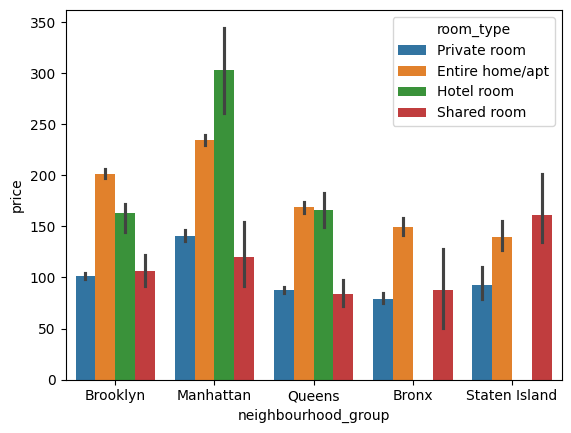 350
300
250
200
150
100
50
0
price
room_type
Private room
Entire home/apt
Hotel room
Shared room
Brooklyn Manhattan Queens Bronx Staten Island
neighbourhood_group